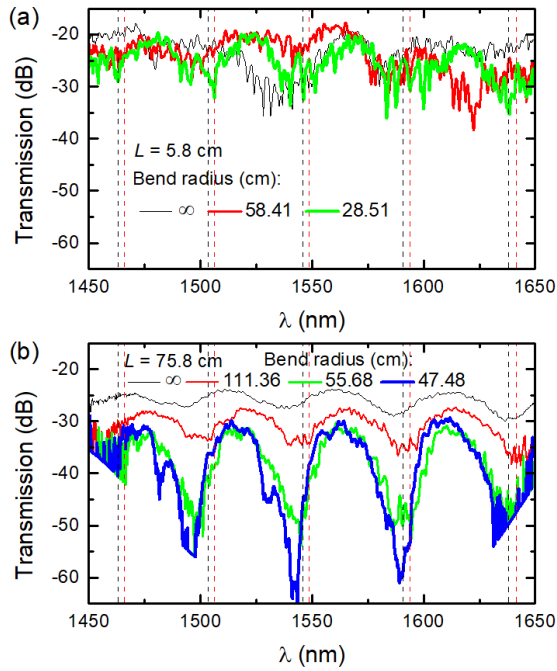 (a)
-20
-30
-40
-50
-60
Transmission (dB)
L = 5.8 cm
Bend radius (cm):
∞ 58.41 28.51
1450 1500 1550 1600 1650
λ (nm)
(b)
-20
-30
-40
-50
-60
Transmission (dB)
L = 75.8 cm Bend radius (cm):
∞ 111.36 55.68 47.48
1450 1500 1550 1600 1650
λ (nm)